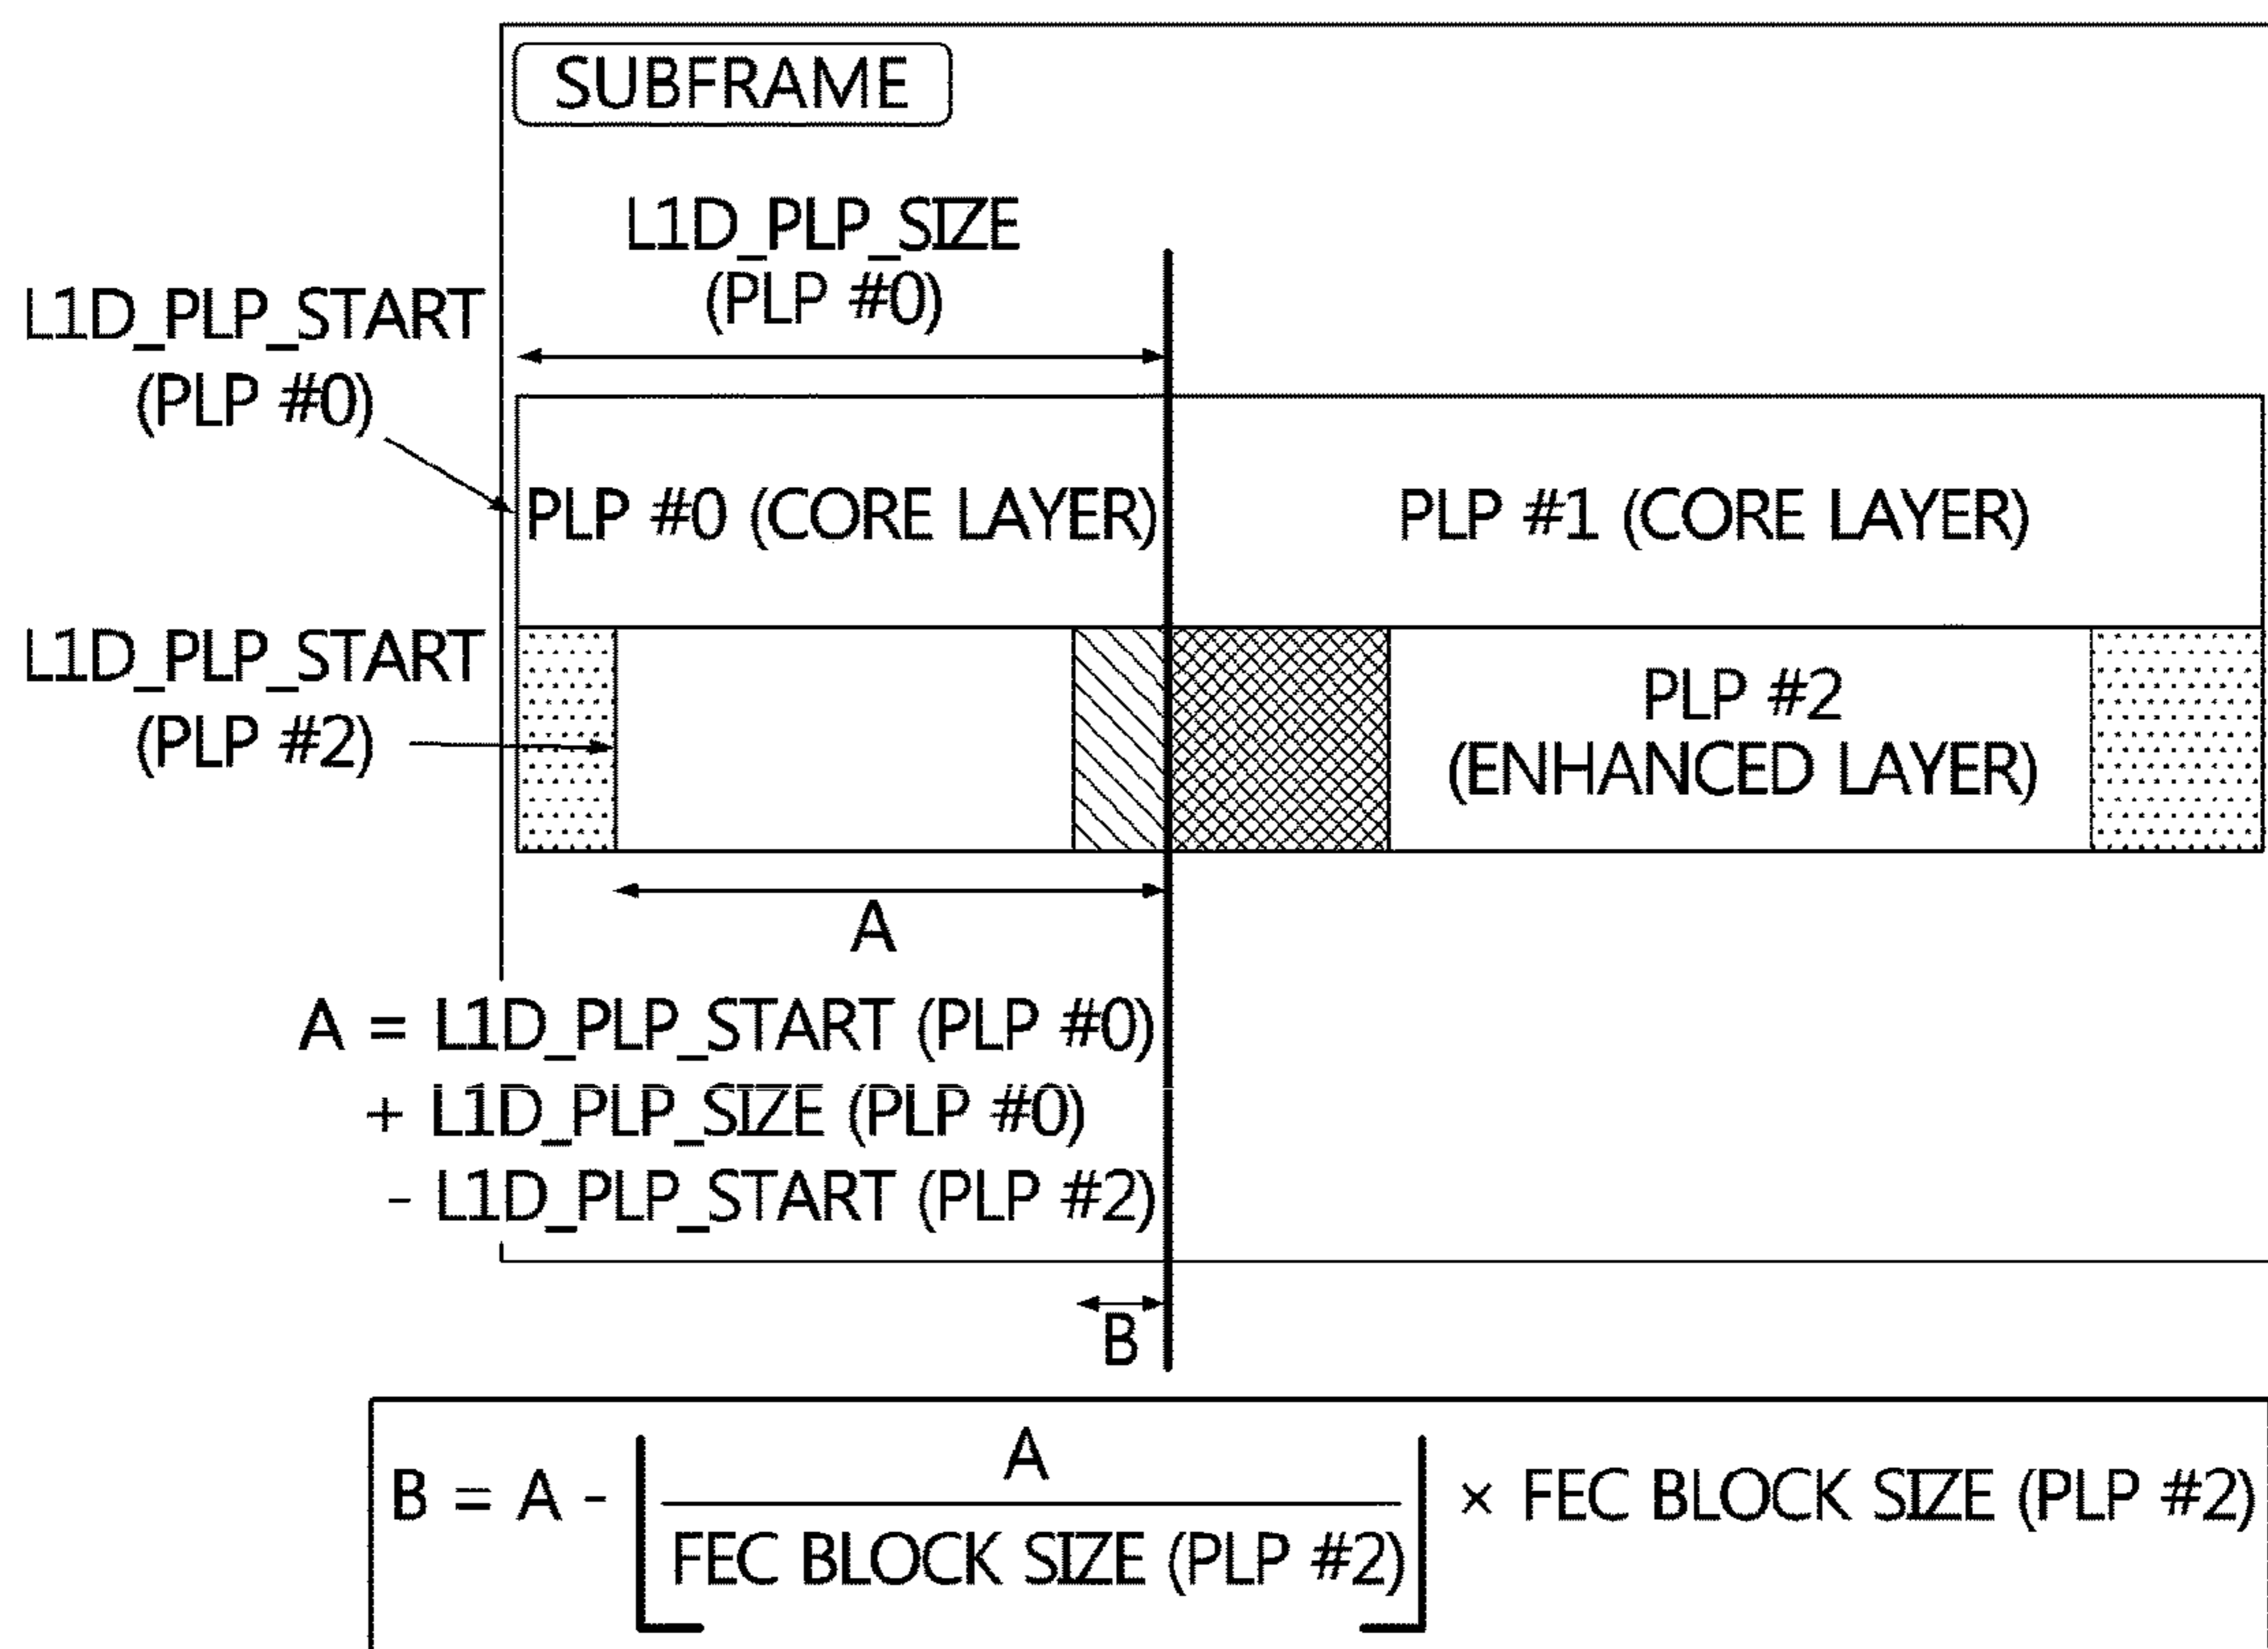 SUBFRAME
L1D_PLP_SIZE
(PLP #0)
L1D_PLP_START
(PLP #0)
PLP #0 (CORE LAYER)
PLP #1 (CORE LAYER)
L1D_PLP_START
(PLP #2)
PLP #2
(ENHANCED LAYER)
A
A = L1D_PLP_START (PLP #0)
+ L1D_PLP_SIZE (PLP #0)
- L1D_PLP_START (PLP #2)
B
B = A - ⌊ A / FEC BLOCK SIZE (PLP #2) ⌋ × FEC BLOCK SIZE (PLP #2)